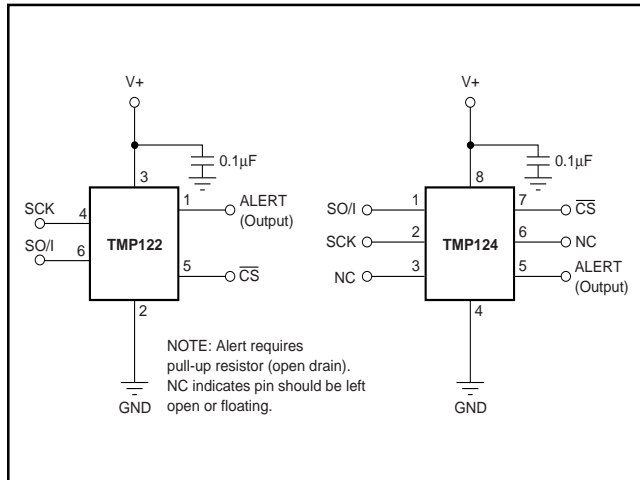 V+
0.1µF
3
SCK
4
SO/I
6
TMP122
1
ALERT
(Output)
5
C̅S̅
2
GND
NOTE: Alert requires
pull-up resistor (open drain).
NC indicates pin should be left
open or floating.
V+
0.1µF
8
SO/I
1
SCK
2
NC
3
TMP124
7
C̅S̅
6
NC
5
ALERT
(Output)
4
GND